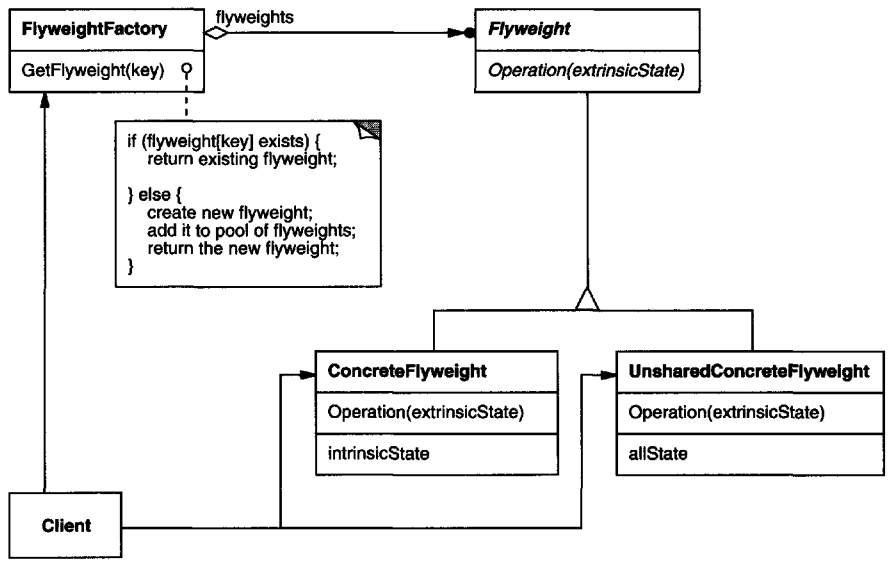 flyweights
FlyweightFactory
GetFlyweight(key)
Flyweight
Operation(extrinsicState)
if (flyweight[key] exists) {
return existing flyweight;
} else {
create new flyweight;
add it to pool of flyweights;
return the new flyweight;
}
ConcreteFlyweight
Operation(extrinsicState)
intrinsicState
UnsharedConcreteFlyweight
Operation(extrinsicState)
allState
Client